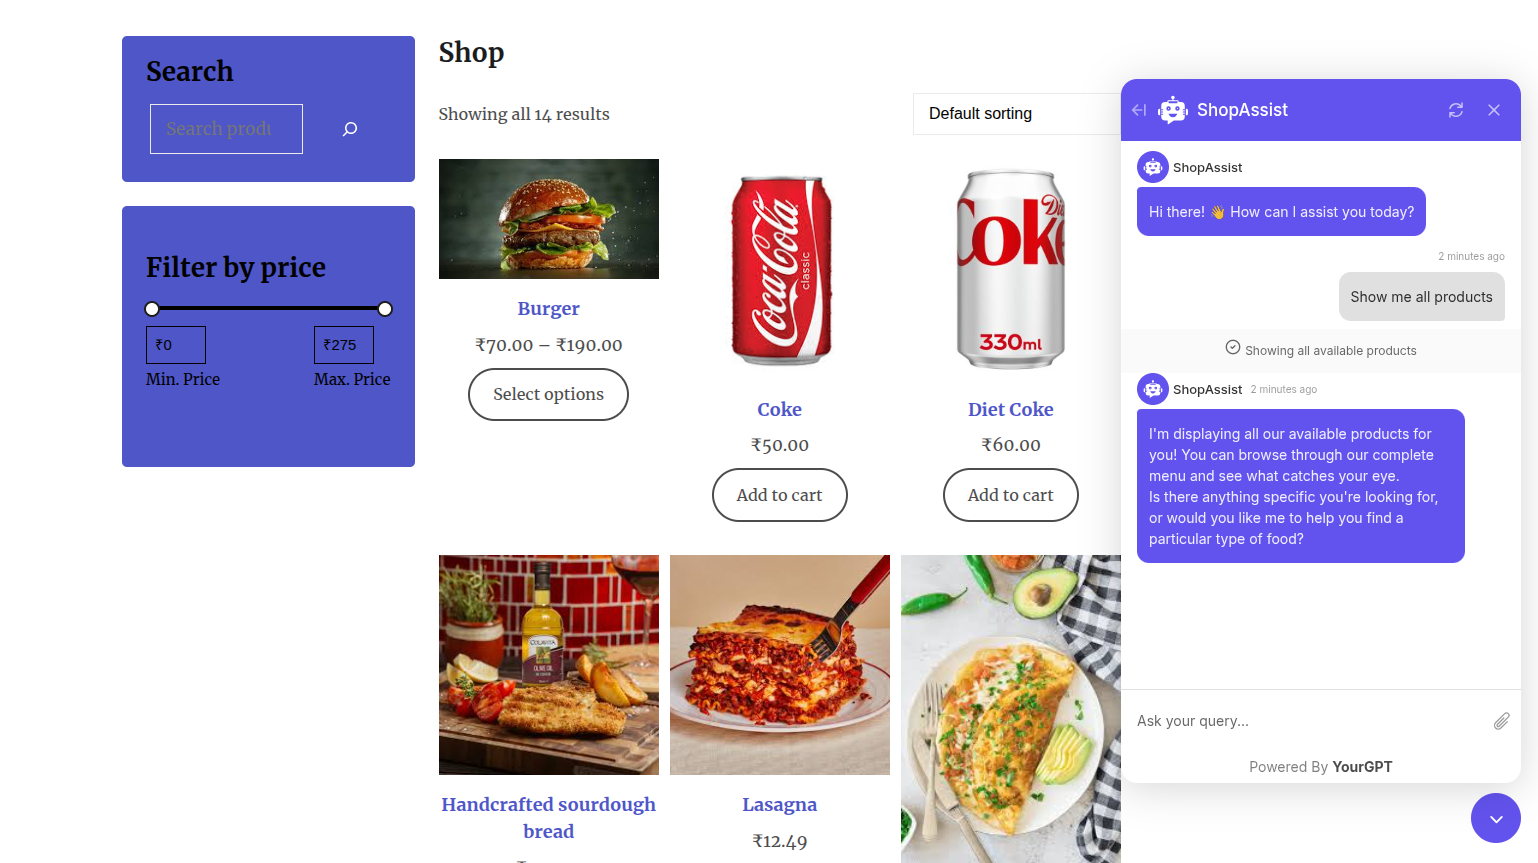 Search
Search produ
Filter by price
₹0
₹275
Min. Price
Max. Price
Shop
Showing all 14 results
Default sorting
Coca-Cola
classic
Diet
Coke
330ml
Burger
₹70.00 – ₹190.00
Select options
Coke
₹50.00
Add to cart
Diet Coke
₹60.00
Add to cart
COLAVITA
OLIVE OIL
Handcrafted sourdough
bread
Lasagna
₹12.49
ShopAssist
ShopAssist
Hi there! 👋 How can I assist you today?
2 minutes ago
Show me all products
Showing all available products
ShopAssist 2 minutes ago
I'm displaying all our available products for
you! You can browse through our complete
menu and see what catches your eye.
Is there anything specific you're looking for,
or would you like me to help you find a
particular type of food?
Ask your query...
Powered By YourGPT